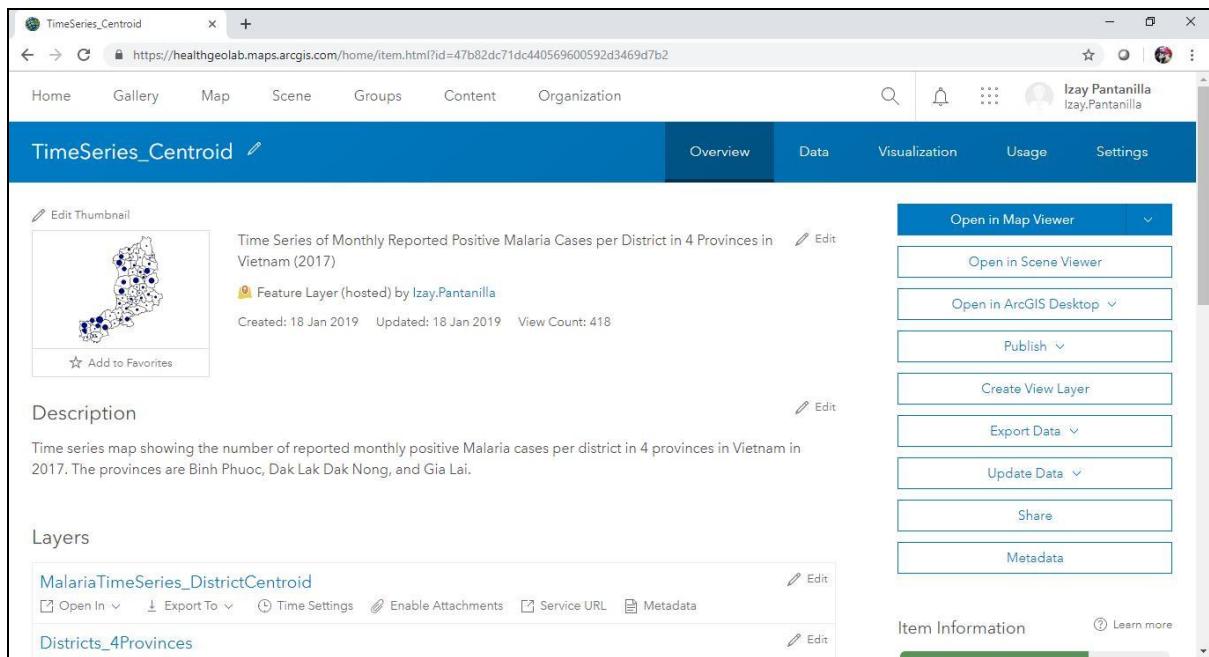 TimeSeries_Centroid
https://healthgeolab.maps.arcgis.com/home/item.html?id=47b82dc71dc440569600592d3469d7b2
Home Gallery Map Scene Groups Content Organization
Izay Pantanilla
Izay.Pantanilla
TimeSeries_Centroid
Overview Data Visualization Usage Settings
Edit Thumbnail
Add to Favorites
Time Series of Monthly Reported Positive Malaria Cases per District in 4 Provinces in
Vietnam (2017)
Edit
Feature Layer (hosted) by Izay.Pantanilla
Created: 18 Jan 2019 Updated: 18 Jan 2019 View Count: 418
Description
Edit
Time series map showing the number of reported monthly positive Malaria cases per district in 4 provinces in Vietnam in
2017. The provinces are Binh Phuoc, Dak Lak Dak Nong, and Gia Lai.
Layers
MalariaTimeSeries_DistrictCentroid
Edit
Open In Export To Time Settings Enable Attachments Service URL Metadata
Districts_4Provinces
Edit
Open in Map Viewer
Open in Scene Viewer
Open in ArcGIS Desktop
Publish
Create View Layer
Export Data
Update Data
Share
Metadata
Item Information
Learn more